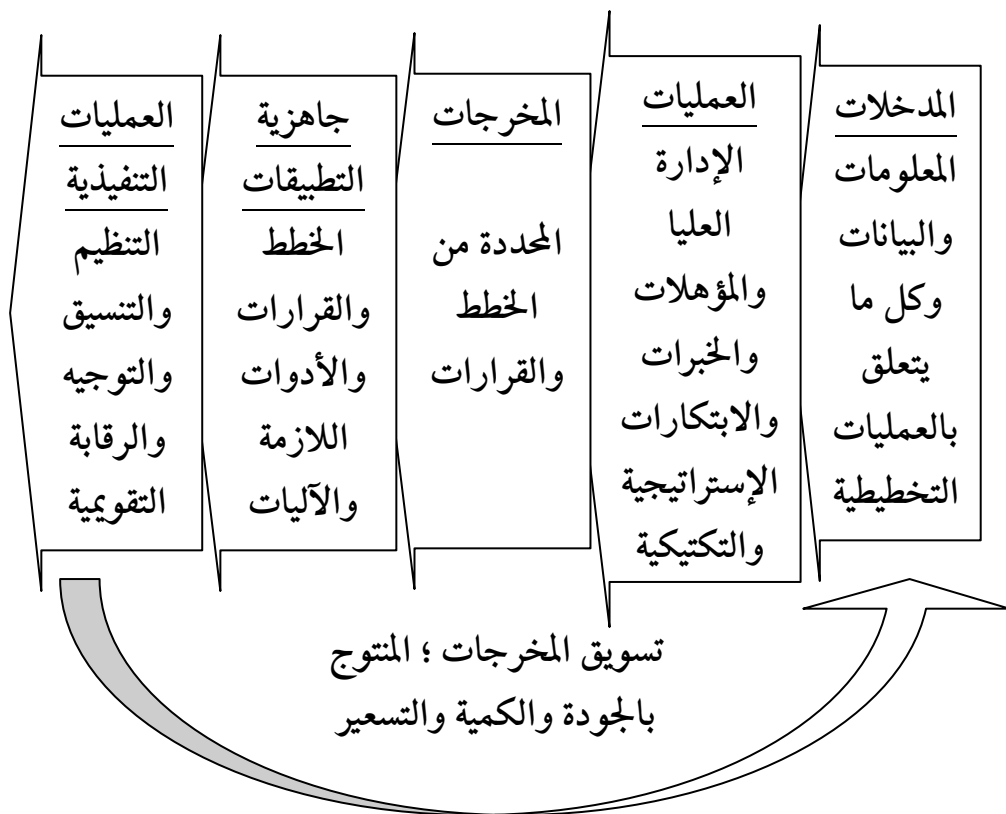 المدخلات
المعلومات
والبيانات
وكل ما
يتعلق
بالعمليات
التخطيطية
العمليات
الإدارة
العليا
والمؤهلات
والخبرات
والابتكارات
الإستراتيجية
والتكتيكية
المخرجات
المحددة من
الخطط
والقرارات
جاهزية
التطبيقات
الخطط
والقرارات
والأدوات
اللازمة
والآليات
العمليات
التنفيذية
التنظيم
والتنسيق
والتوجيه
والرقابة
التقويمية
تسويق المخرجات ؛ المنتوج
بالجودة والكمية والتسعير